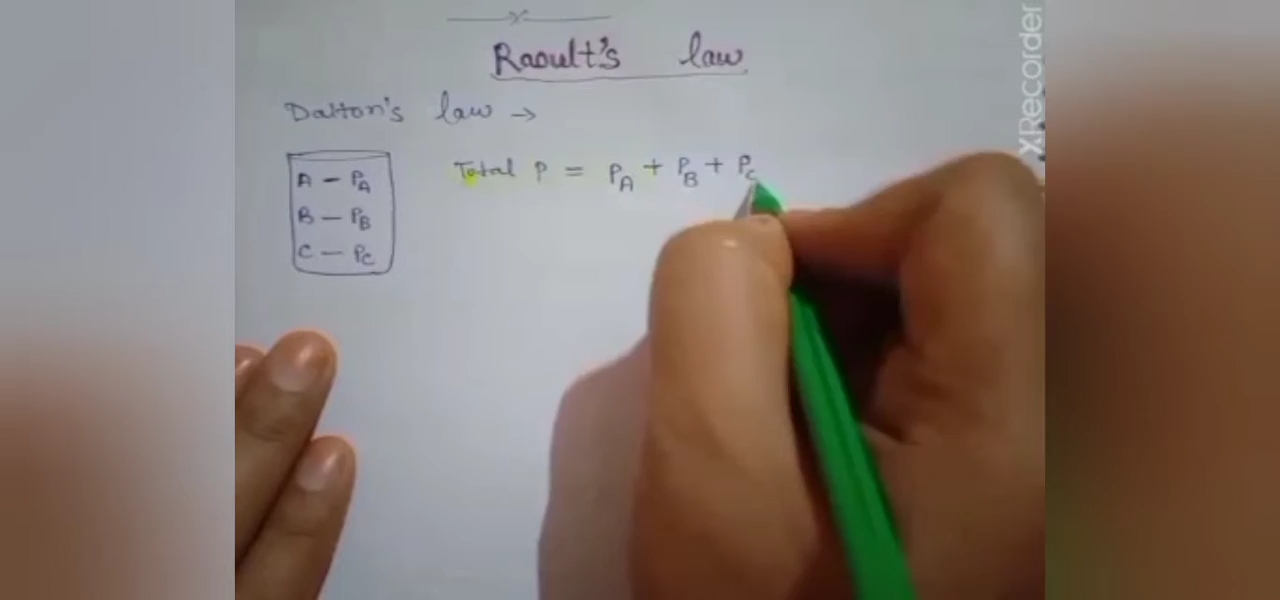 Raoult's law
Dalton's law →
A — PA
B — PB
C — PC
Total P = PA + PB + PC
XRecorder